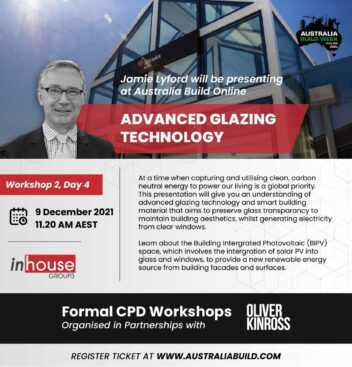 AUSTRALIA
BUILD WEEK
Jamie Lyford will be presenting
at Australia Build Online
ADVANCED GLAZING
TECHNOLOGY
Workshop 2, Day 4
9 December 2021
11.20 AM AEST
inhouse
GROUP
At a time when capturing and utilising clean, carbon
neutral energy to power our living is a global priority.
This presentation will give you an understanding of
advanced glazing technology and smart building
material that aims to preserve glass transparency to
maintain building aesthetics, whilst generating electricity
from clear windows.
Learn about the Building Intergrated Photovoltaic (BIPV)
space, which involves the intergration of solar PV into
glass and windows, to provide a new renewable energy
source from building facades and surfaces.
Formal CPD Workshops
Organised in Partnerships with
OLIVER
KINROSS
REGISTER TICKET AT WWW.AUSTRALIABUILD.COM